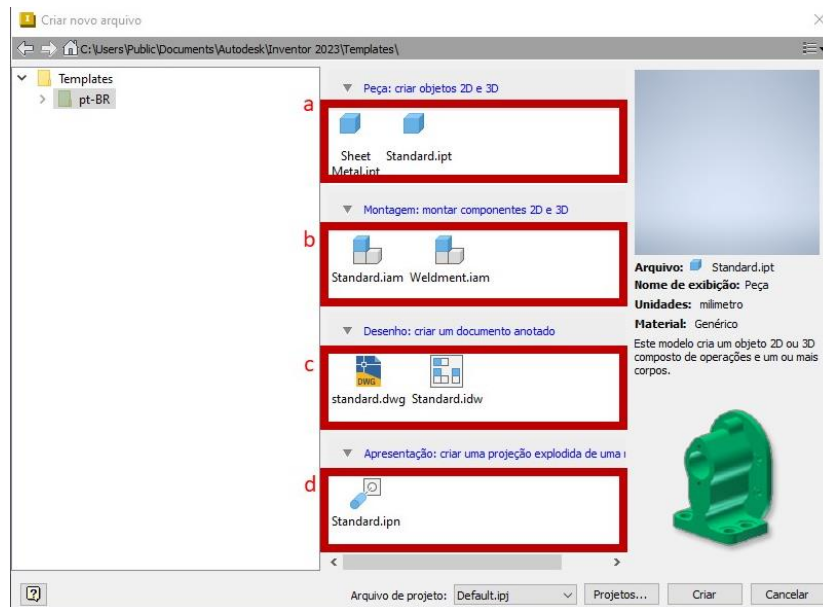 Criar novo arquivo
C:\Users\Public\Documents\Autodesk\Inventor 2023\Templates\
Templates
pt-BR
Peça: criar objetos 2D e 3D
a
Sheet Metal.ipt
Standard.ipt
Montagem: montar componentes 2D e 3D
b
Standard.iam
Weldment.iam
Desenho: criar um documento anotado
c
DWG
standard.dwg
Standard.idw
Apresentação: criar uma projeção explodida de uma
d
Standard.ipn
Arquivo: Standard.ipt
Nome de exibição: Peça
Unidades: milímetro
Material: Genérico
Este modelo cria um objeto 2D ou 3D
composto de operações e um ou mais
corpos.
?
Arquivo de projeto: Default.ipj
Projetos...
Criar
Cancelar